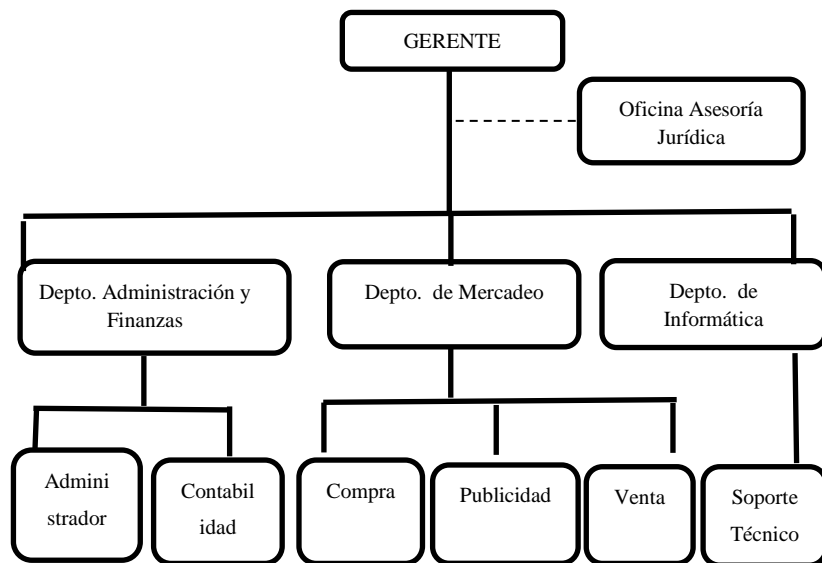 GERENTE
Oficina Asesoría
Jurídica
Depto. Administración y
Finanzas
Depto. de Mercadeo
Depto. de
Informática
Admini
strador
Contabil
idad
Compra
Publicidad
Venta
Soporte
Técnico